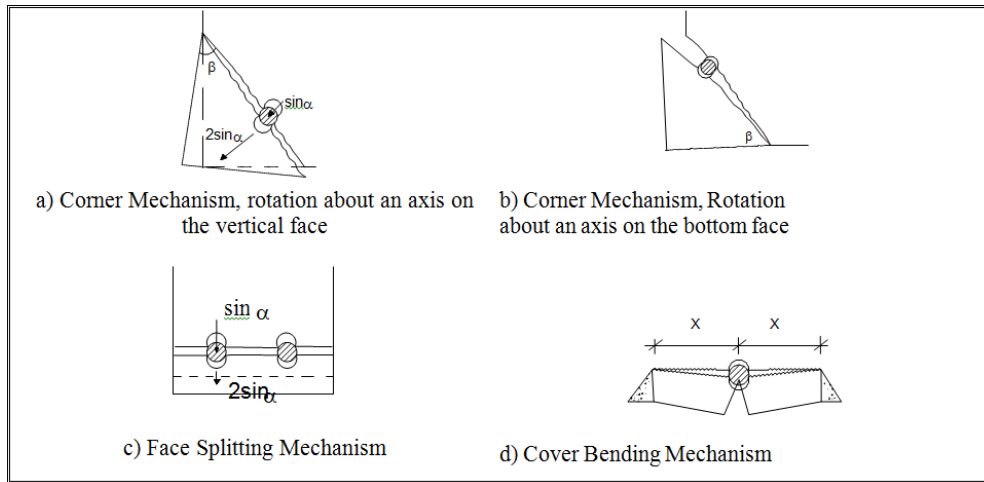 β
sinα
2sinα
β
a) Corner Mechanism, rotation about an axis on
the vertical face
b) Corner Mechanism, Rotation
about an axis on the bottom face
sin α
2sinα
c) Face Splitting Mechanism
X X
d) Cover Bending Mechanism